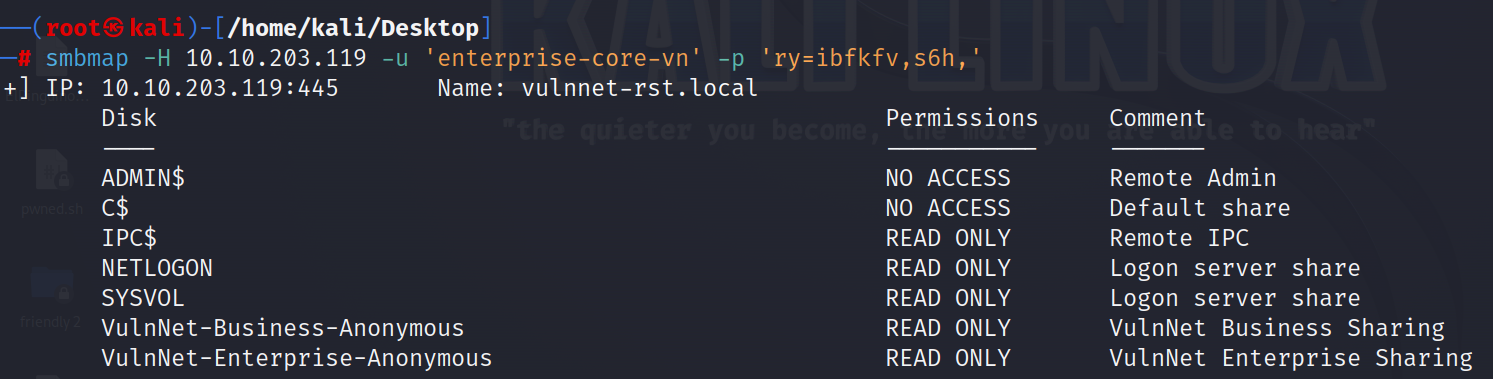 ──(root㉿kali)-[/home/kali/Desktop]
─# smbmap -H 10.10.203.119 -u 'enterprise-core-vn' -p 'ry=ibfkfv,s6h,'
+] IP: 10.10.203.119:445 Name: vulnnet-rst.local
Disk Permissions Comment
---- ----------- -------
ADMIN$ NO ACCESS Remote Admin
C$ NO ACCESS Default share
IPC$ READ ONLY Remote IPC
NETLOGON READ ONLY Logon server share
SYSVOL READ ONLY Logon server share
VulnNet-Business-Anonymous READ ONLY VulnNet Business Sharing
VulnNet-Enterprise-Anonymous READ ONLY VulnNet Enterprise Sharing
KALI LINUX
"the quieter you become, the more you are able to hear"
pwned.sh
friendly2